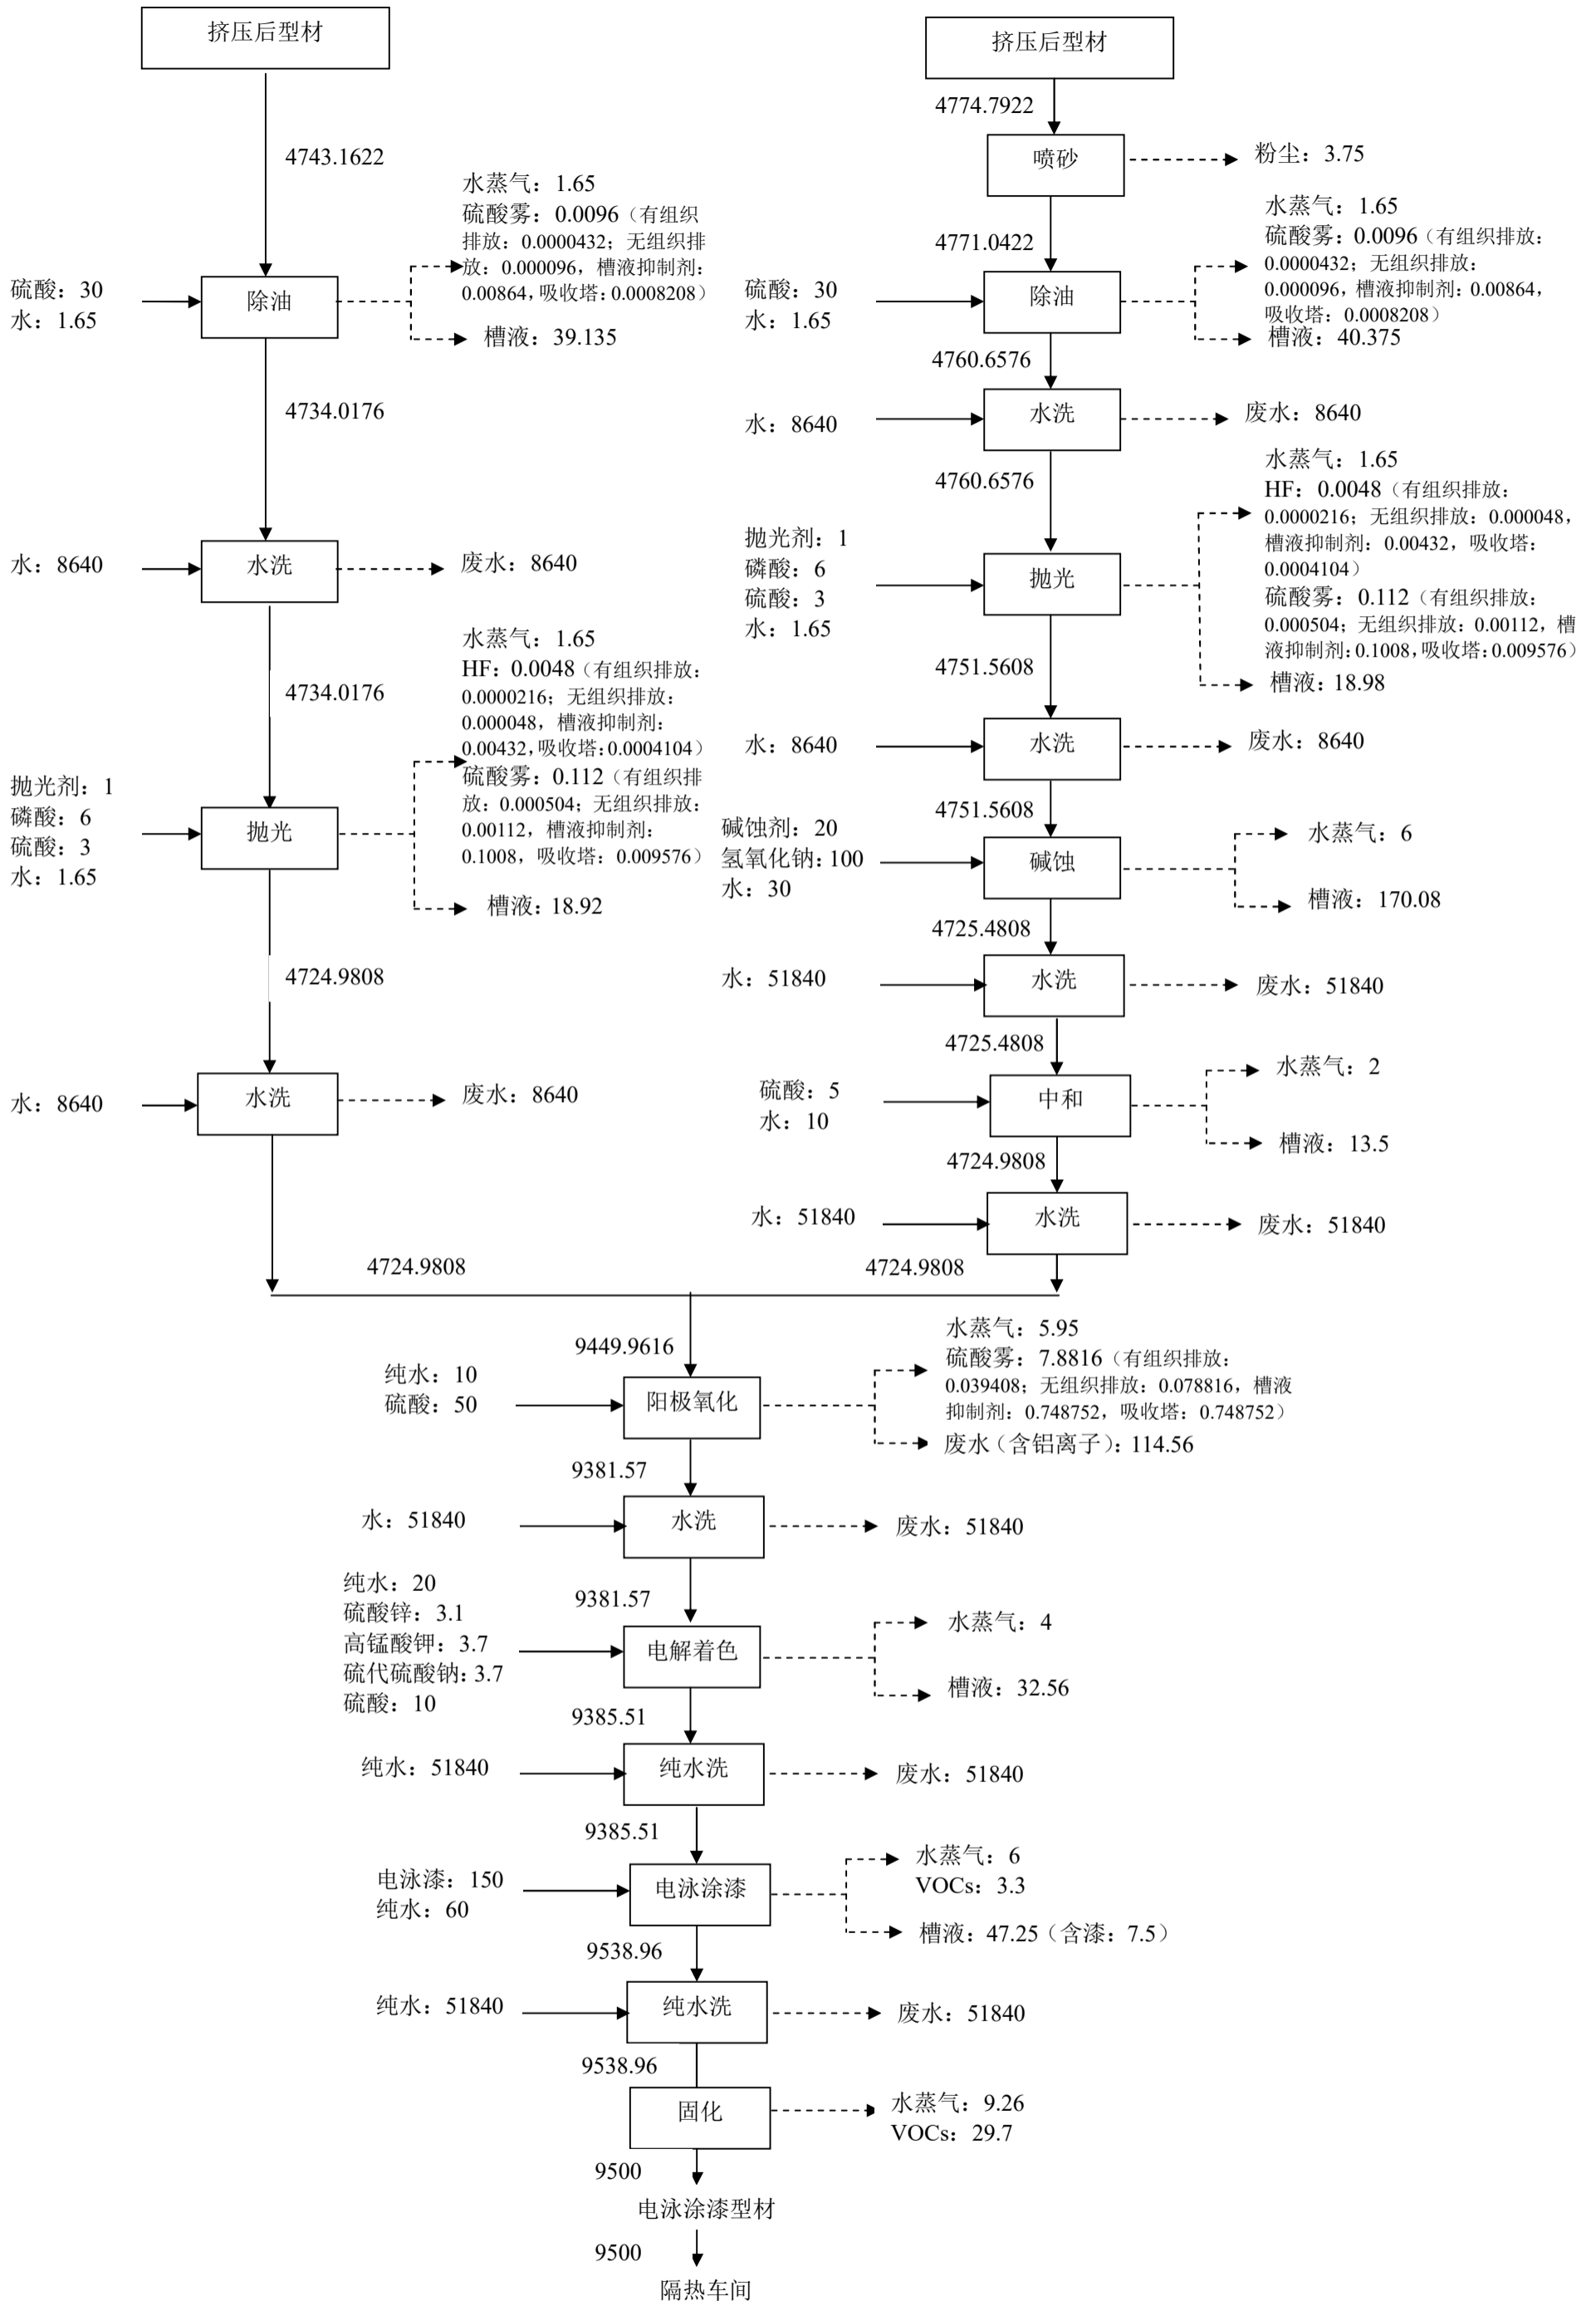 挤压后型材
4743.1622
水蒸气：1.65
硫酸雾：0.0096（有组织
排放：0.0000432；无组织排
放：0.000096，槽液抑制剂：
0.00864，吸收塔：0.0008208）
硫酸：30
水：1.65
除油
槽液：39.135
4734.0176
水：8640
水洗
废水：8640
4734.0176
水蒸气：1.65
HF：0.0048（有组织排放：
0.0000216；无组织排放：
0.000048，槽液抑制剂：
0.00432，吸收塔：0.0004104）
硫酸雾：0.112（有组织排
放：0.000504；无组织排放：
0.00112，槽液抑制剂：
0.1008，吸收塔：0.009576）
抛光剂：1
磷酸：6
硫酸：3
水：1.65
抛光
槽液：18.92
4724.9808
水：8640
水洗
废水：8640
4724.9808
挤压后型材
4774.7922
喷砂
粉尘：3.75
4771.0422
水蒸气：1.65
硫酸雾：0.0096（有组织排放：
0.0000432；无组织排放：
0.000096，槽液抑制剂：0.00864，
吸收塔：0.0008208）
硫酸：30
水：1.65
除油
槽液：40.375
4760.6576
水：8640
水洗
废水：8640
4760.6576
水蒸气：1.65
HF：0.0048（有组织排放：
0.0000216；无组织排放：0.000048，
槽液抑制剂：0.00432，吸收塔：
0.0004104）
硫酸雾：0.112（有组织排放：
0.000504；无组织排放：0.00112，槽
液抑制剂：0.1008，吸收塔：0.009576）
抛光剂：1
磷酸：6
硫酸：3
水：1.65
抛光
槽液：18.98
4751.5608
水：8640
水洗
废水：8640
4751.5608
碱蚀剂：20
氢氧化钠：100
水：30
碱蚀
水蒸气：6
槽液：170.08
4725.4808
水：51840
水洗
废水：51840
4725.4808
硫酸：5
水：10
中和
水蒸气：2
槽液：13.5
4724.9808
水：51840
水洗
废水：51840
4724.9808
9449.9616
纯水：10
硫酸：50
阳极氧化
水蒸气：5.95
硫酸雾：7.8816（有组织排放：
0.039408；无组织排放：0.078816，槽液
抑制剂：0.748752，吸收塔：0.748752）
废水（含铝离子）：114.56
9381.57
水：51840
水洗
废水：51840
9381.57
纯水：20
硫酸锌：3.1
高锰酸钾：3.7
硫代硫酸钠：3.7
硫酸：10
电解着色
水蒸气：4
槽液：32.56
9385.51
纯水：51840
纯水洗
废水：51840
9385.51
电泳漆：150
纯水：60
电泳涂漆
水蒸气：6
VOCs：3.3
槽液：47.25（含漆：7.5）
9538.96
纯水：51840
纯水洗
废水：51840
9538.96
固化
水蒸气：9.26
VOCs：29.7
9500
电泳涂漆型材
9500
隔热车间